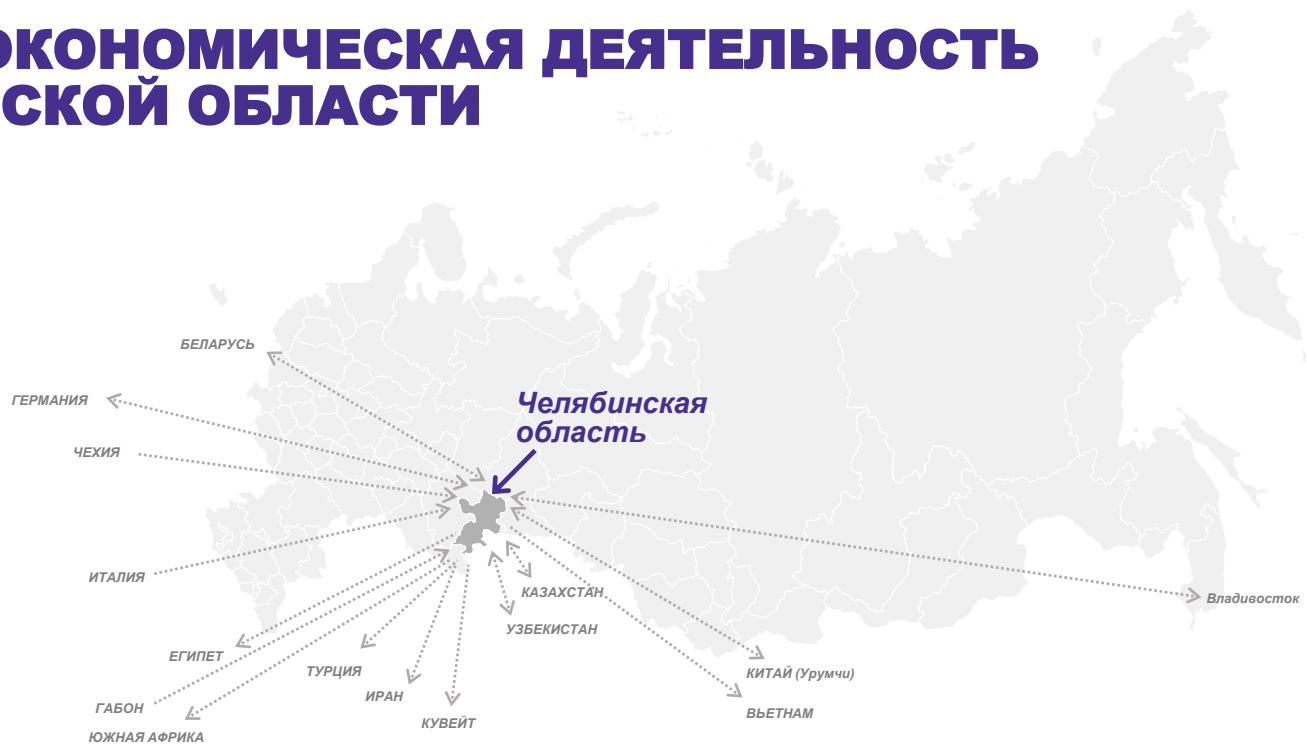 ЭКОНОМИЧЕСКАЯ ДЕЯТЕЛЬНОСТЬ
СКОЙ ОБЛАСТИ
БЕЛАРУСЬ
ГЕРМАНИЯ
Челябинская
область
ЧЕХИЯ
ИТАЛИЯ
КАЗАХСТАН
Владивосток
УЗБЕКИСТАН
ЕГИПЕТ
ТУРЦИЯ
КИТАЙ (Урумчи)
ИРАН
ГАБОН
ВЬЕТНАМ
КУВЕЙТ
ЮЖНАЯ АФРИКА